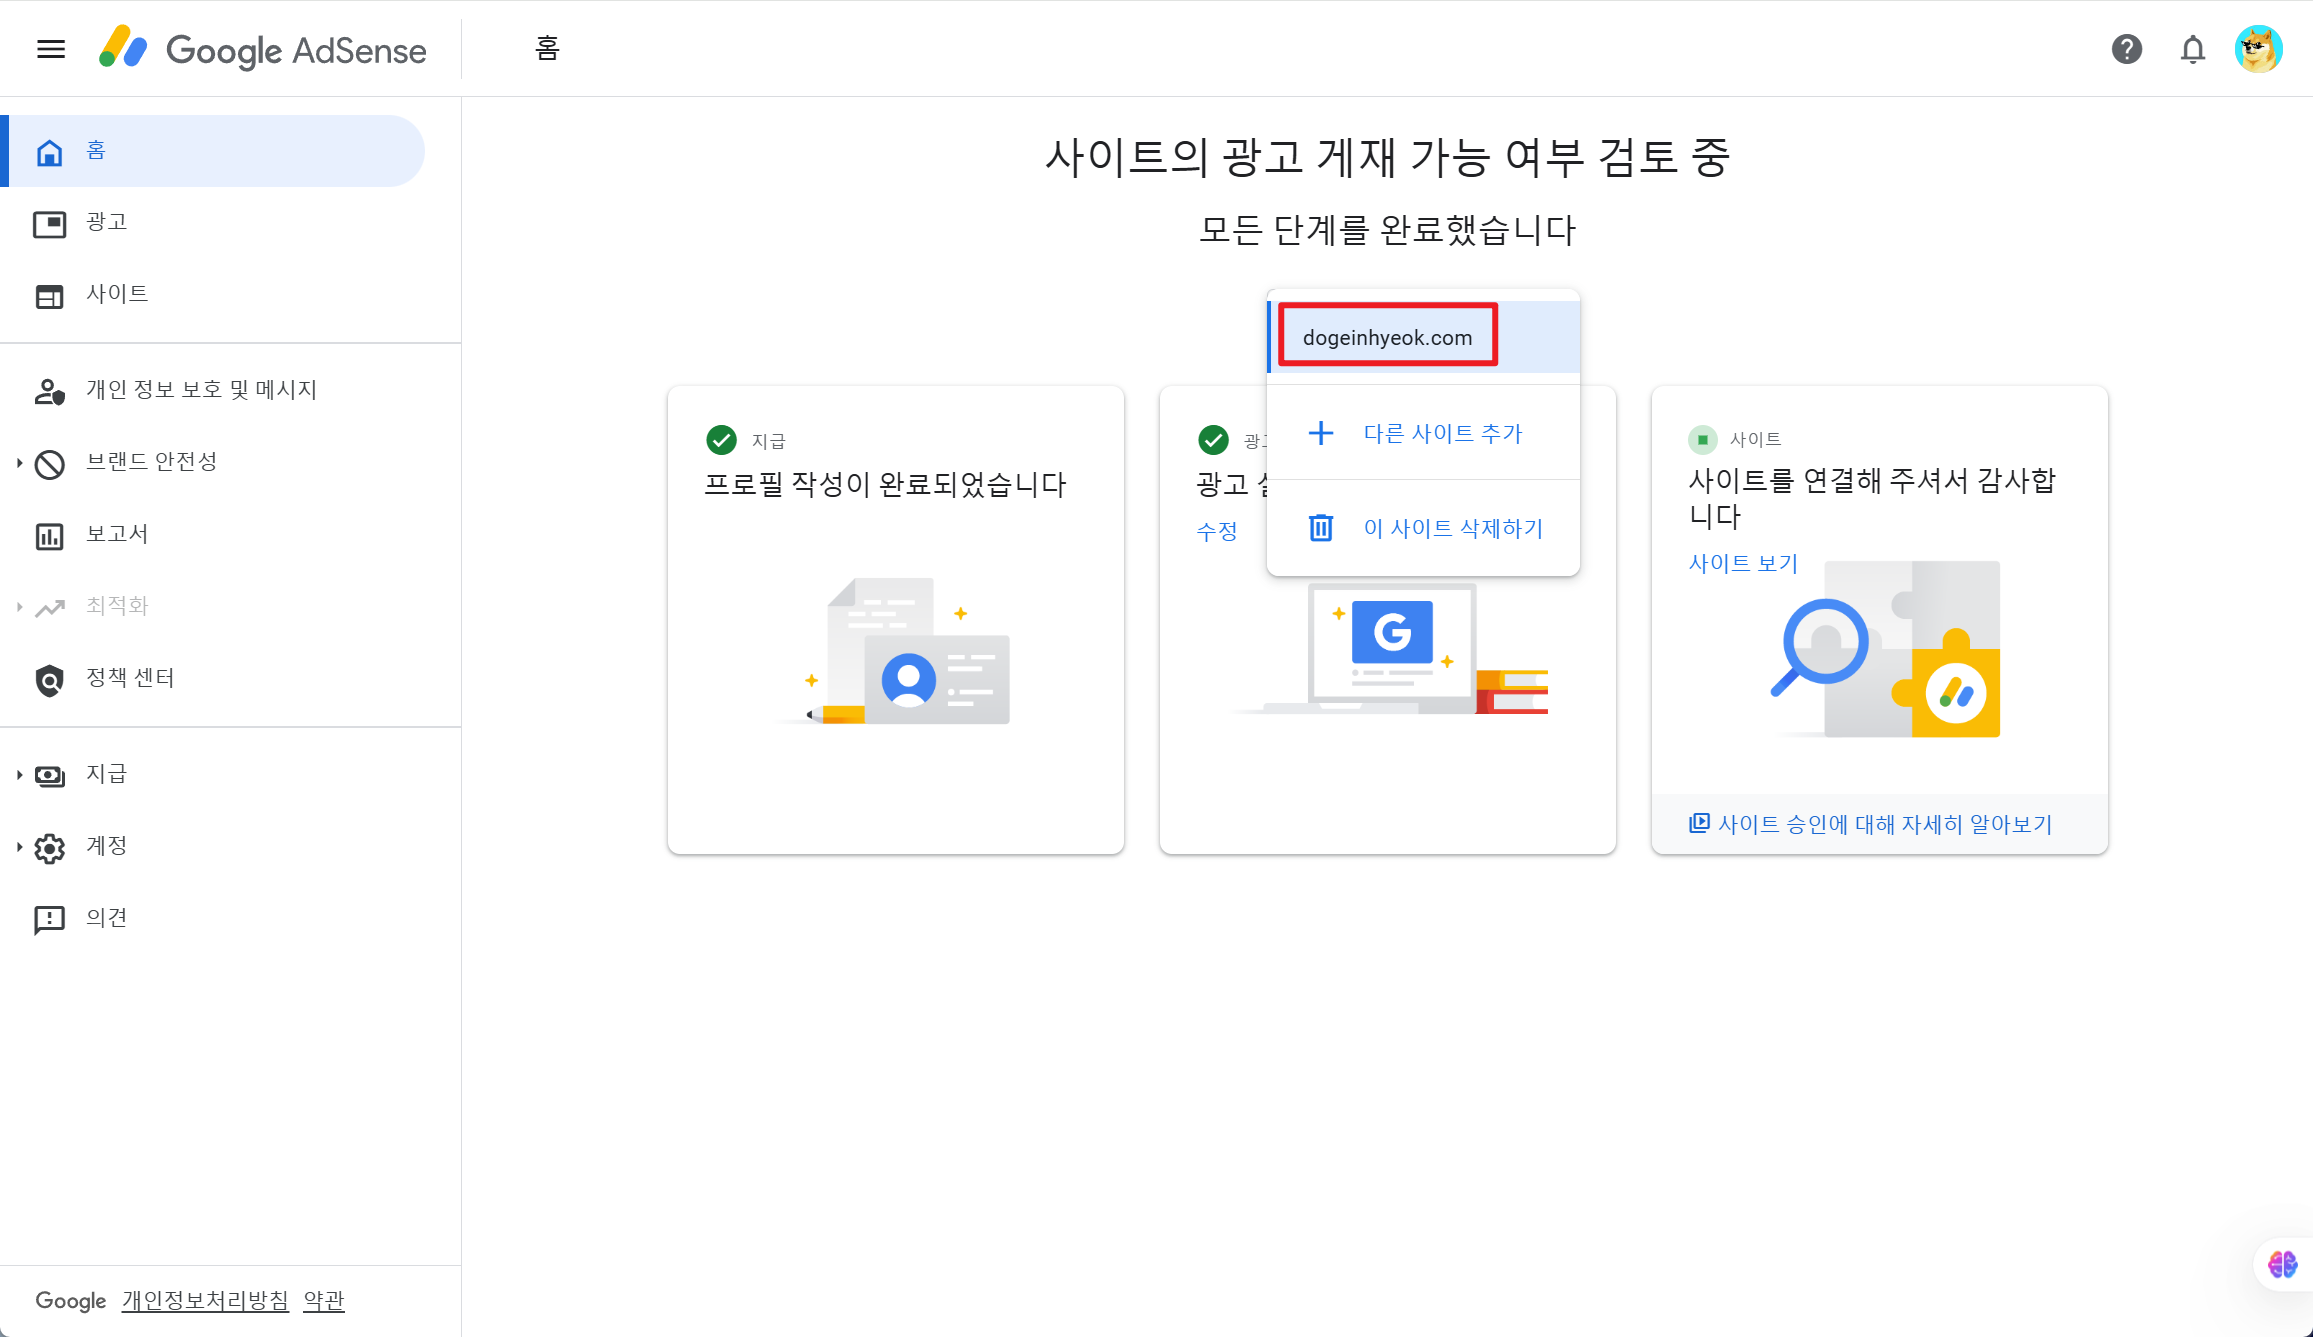 Google AdSense
홈
홈
광고
사이트
개인 정보 보호 및 메시지
브랜드 안전성
보고서
최적화
정책 센터
지급
계정
의견
Google 개인정보처리방침 약관
사이트의 광고 게재 가능 여부 검토 중
모든 단계를 완료했습니다
dogeinhyeok.com
다른 사이트 추가
이 사이트 삭제하기
지급
프로필 작성이 완료되었습니다
광고
수정
사이트
사이트를 연결해 주셔서 감사합
니다
사이트 보기
사이트 승인에 대해 자세히 알아보기